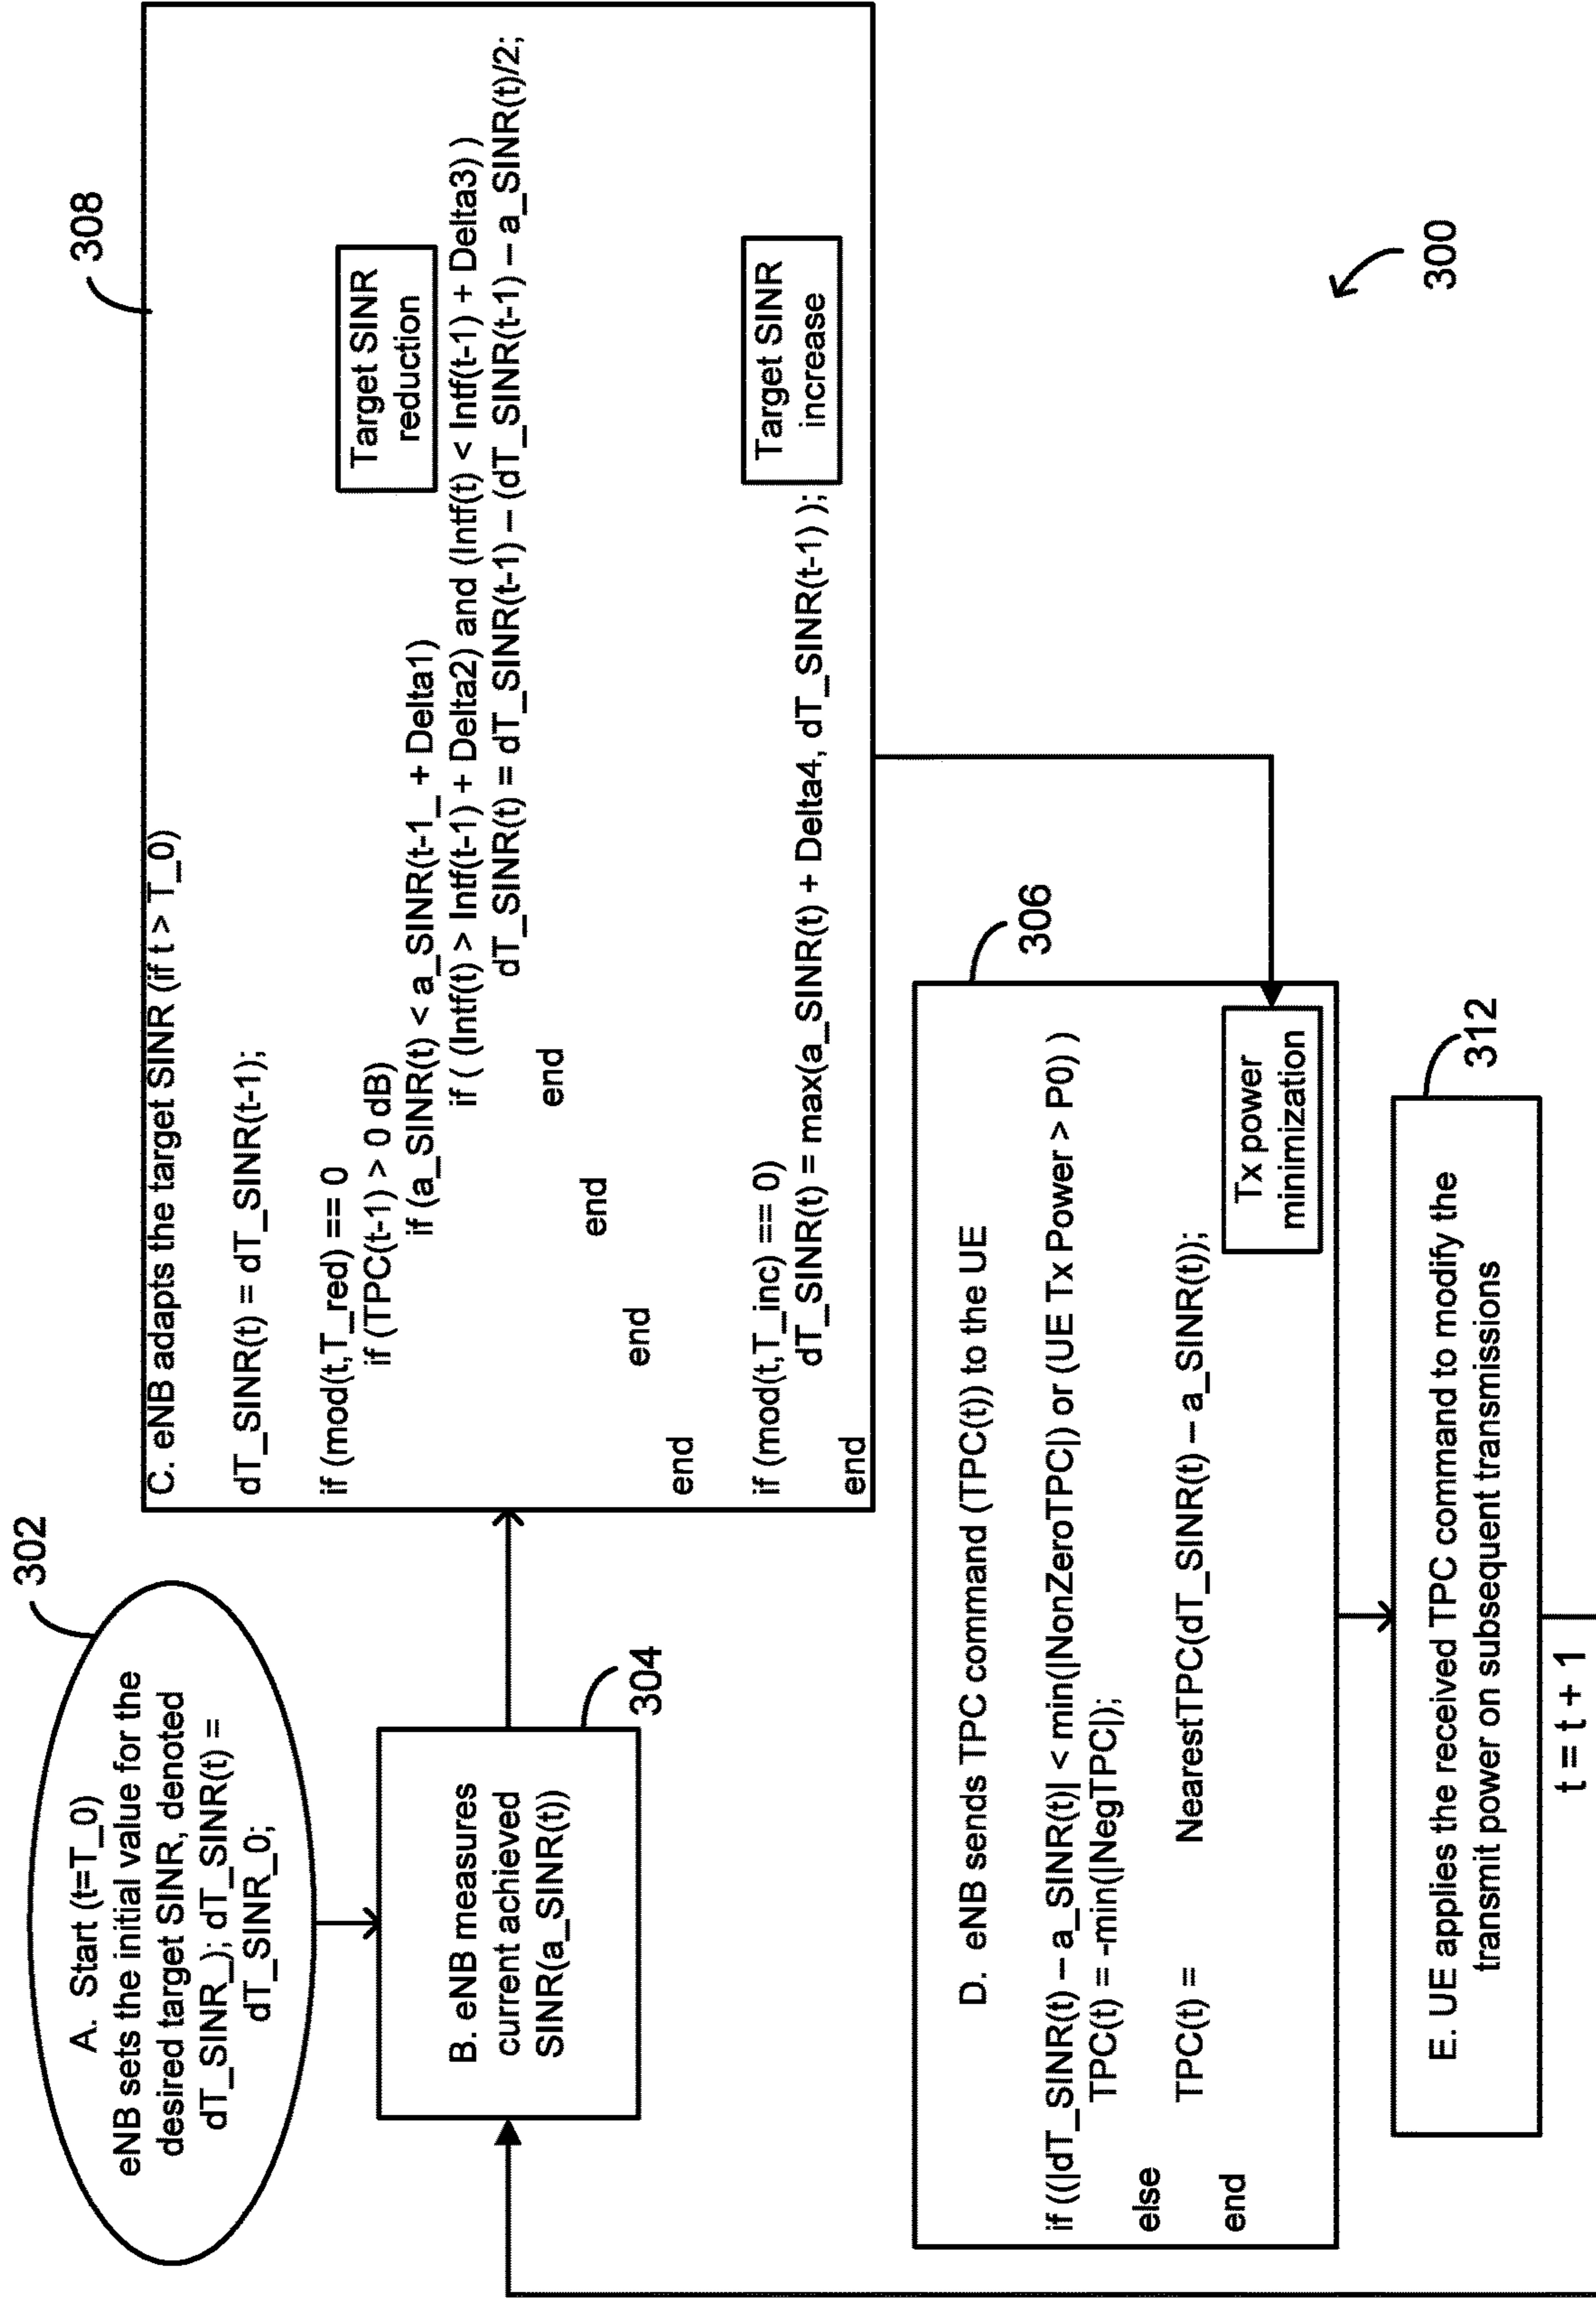 302
A. Start (t=T_0)
eNB sets the initial value for the
desired target SINR, denoted
dT_SINR_); dT_SINR(t) =
dT_SINR_0;
B. eNB measures
current achieved
SINR(a_SINR(t))
304
308
C. eNB adapts the target SINR (if t > T_0)
dT_SINR(t) = dT_SINR(t-1);
if (mod(t,T_red) == 0
if (TPC(t-1) > 0 dB)
if (a_SINR(t) < a_SINR(t-1_ + Delta1)
if ( (Intf(t) > Intf(t-1) + Delta2) and (Intf(t) < Intf(t-1) + Delta3) )
dT_SINR(t) = dT_SINR(t-1) – (dT_SINR(t-1) – a_SINR(t)/2;
end
end
end
end
Target SINR
reduction
if (mod(t,T_inc) == 0)
dT_SINR(t) = max(a_SINR(t) + Delta4, dT_SINR(t-1) );
end
Target SINR
increase
306
D. eNB sends TPC command (TPC(t)) to the UE
if ((|dT_SINR(t) – a_SINR(t)| < min(|NonZeroTPC|) or (UE Tx Power > P0) )
TPC(t) = -min(|NegTPC|);
else
TPC(t) = NearestTPC(dT_SINR(t) – a_SINR(t));
end
Tx power
minimization
312
E. UE applies the received TPC command to modify the
transmit power on subsequent transmissions
t = t + 1
300